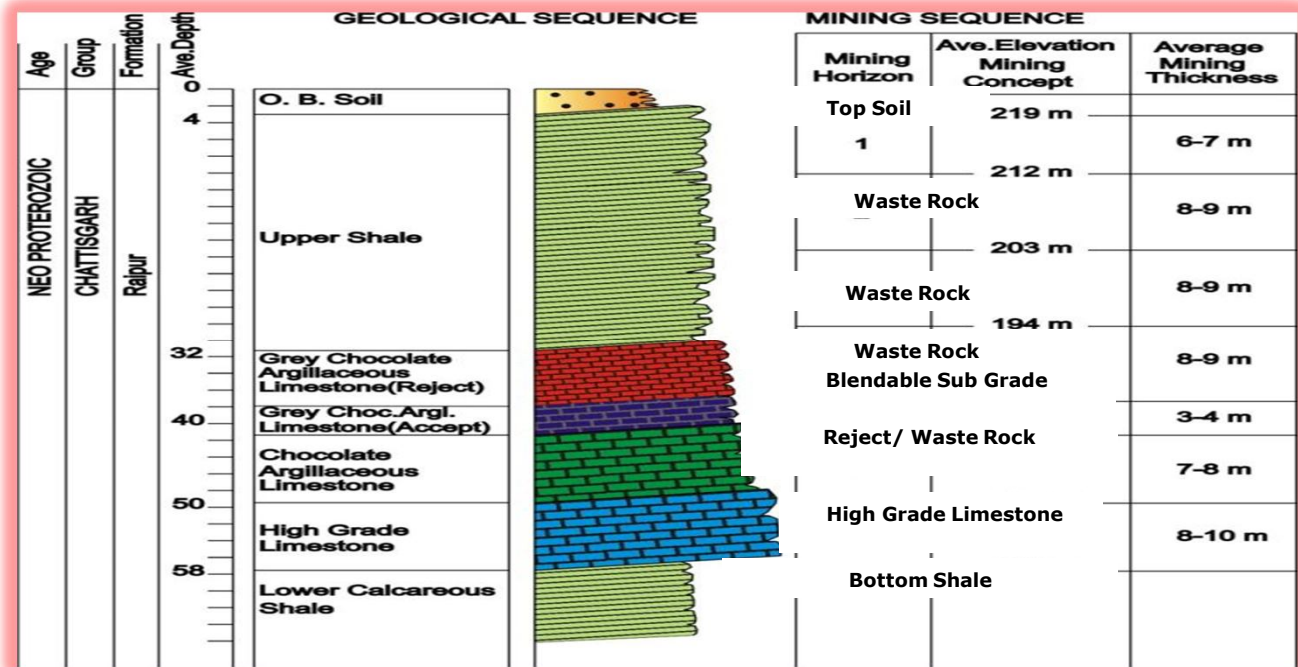 GEOLOGICAL SEQUENCE
MINING SEQUENCE
Age
Group
Formation
Ave.Depth
Mining
Horizon
Ave.Elevation
Mining
Concept
Average
Mining
Thickness
NEO PROTEROZOIC
CHATTISGARH
Raipur
0
4
32
40
50
58
O. B. Soil
Upper Shale
Grey Chocolate
Argillaceous
Limestone(Reject)
Grey Choc.Argl.
Limestone(Accept)
Chocolate
Argillaceous
Limestone
High Grade
Limestone
Lower Calcareous
Shale
Top Soil
219 m
1
6-7 m
212 m
Waste Rock
8-9 m
203 m
Waste Rock
8-9 m
194 m
Waste Rock
8-9 m
Blendable Sub Grade
3-4 m
Reject/ Waste Rock
7-8 m
High Grade Limestone
8-10 m
Bottom Shale